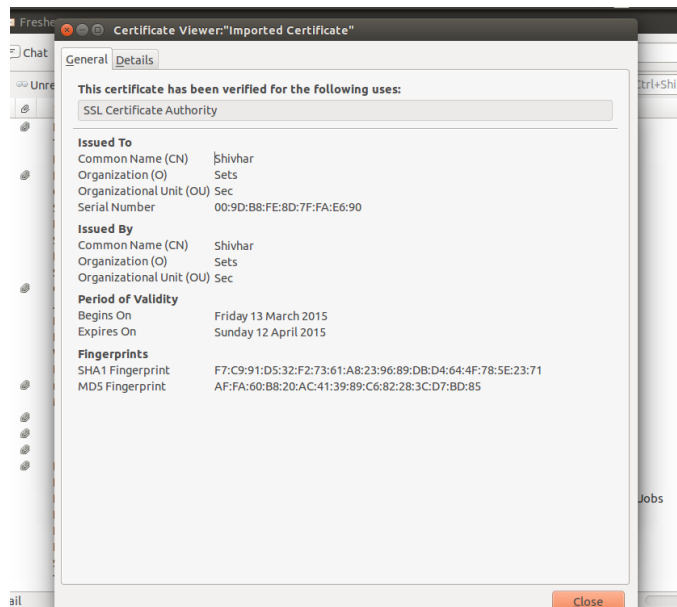 Freshe
Certificate Viewer:"Imported Certificate"
Chat
General Details
Unre
Ctrl+Shi
This certificate has been verified for the following uses:
SSL Certificate Authority
Issued To
Common Name (CN) Shivhar
Organization (O) Sets
Organizational Unit (OU) Sec
Serial Number 00:9D:B8:FE:8D:7F:FA:E6:90
Issued By
Common Name (CN) Shivhar
Organization (O) Sets
Organizational Unit (OU) Sec
Period of Validity
Begins On Friday 13 March 2015
Expires On Sunday 12 April 2015
Fingerprints
SHA1 Fingerprint F7:C9:91:D5:32:F2:73:61:A8:23:96:89:DB:D4:64:4F:78:5E:23:71
MD5 Fingerprint AF:FA:60:B8:20:AC:41:39:89:C6:82:28:3C:D7:BD:85
Jobs
ail
Close